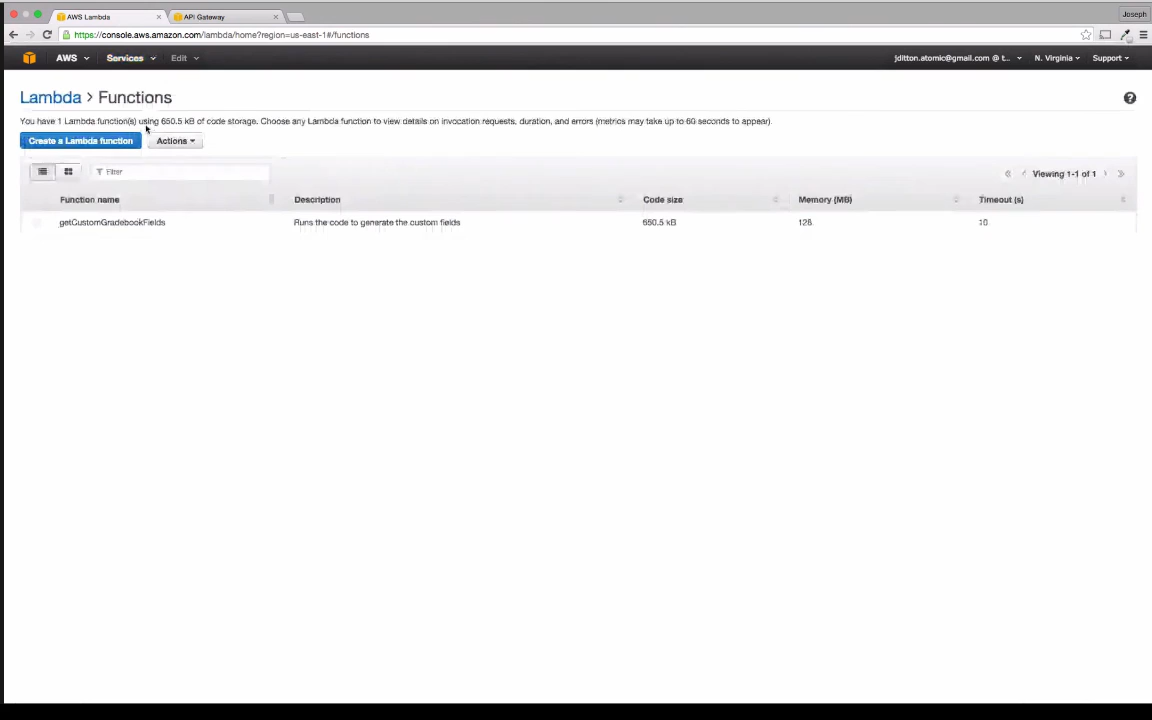 AWS Lambda
API Gateway
Joseph
https://console.aws.amazon.com/lambda/home?region=us-east-1#/functions
AWS Services Edit jditton.atomic@gmail.com @ t... N. Virginia Support
Lambda > Functions
You have 1 Lambda function(s) using 650.5 kB of code storage. Choose any Lambda function to view details on invocation requests, duration, and errors (metrics may take up to 60 seconds to appear).
Create a Lambda function Actions
Filter Viewing 1-1 of 1
Function name Description Code size Memory (MB) Timeout (s)
getCustomGradebookFields Runs the code to generate the custom fields 650.5 kB 128 10